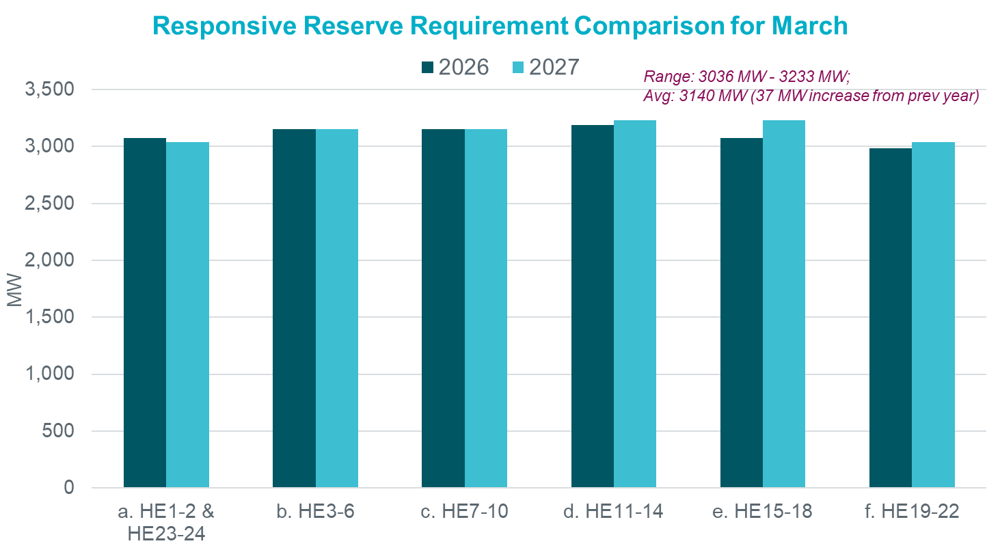 Responsive Reserve Requirement Comparison for March
2026 2027
Range: 3036 MW - 3233 MW;
Avg: 3140 MW (37 MW increase from prev year)
3,500
3,000
2,500
2,000
1,500
1,000
500
0
MW
a. HE1-2 &
HE23-24
b. HE3-6
c. HE7-10
d. HE11-14
e. HE15-18
f. HE19-22